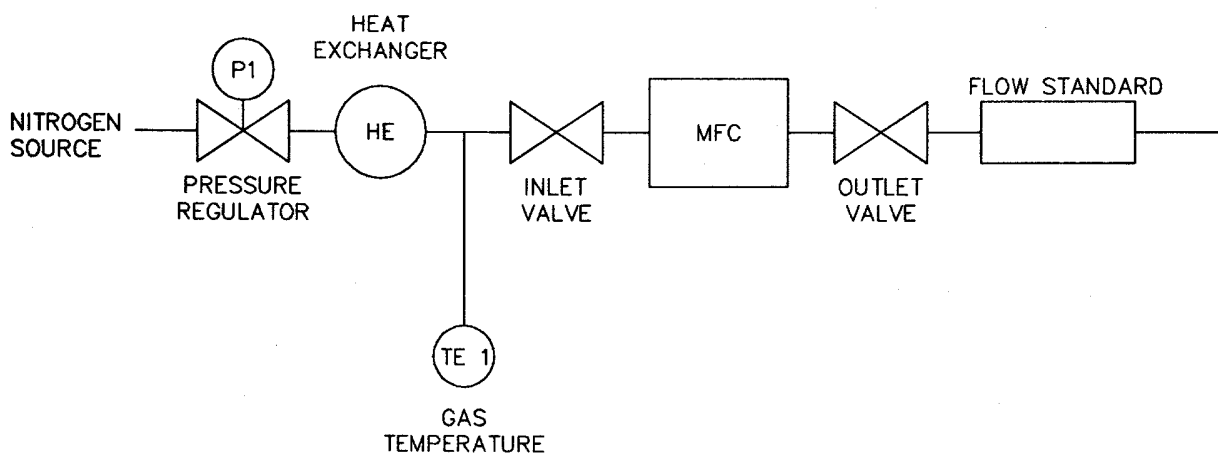 HEAT
EXCHANGER
P1
FLOW STANDARD
NITROGEN
SOURCE
HE
MFC
PRESSURE
REGULATOR
INLET
VALVE
OUTLET
VALVE
TE 1
GAS
TEMPERATURE